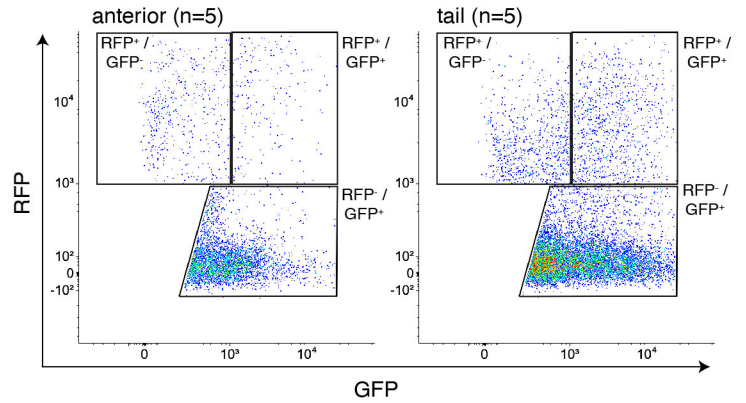 anterior (n=5)
tail (n=5)
RFP⁺ /
GFP⁻
RFP⁺ /
GFP⁺
RFP⁻ /
GFP⁺
10⁴
10³
10²
0
-10²
0
10³
10⁴
RFP⁺ /
GFP⁻
RFP⁺ /
GFP⁺
RFP⁻ /
GFP⁺
10⁴
10³
10²
0
-10²
0
10³
10⁴
RFP
GFP